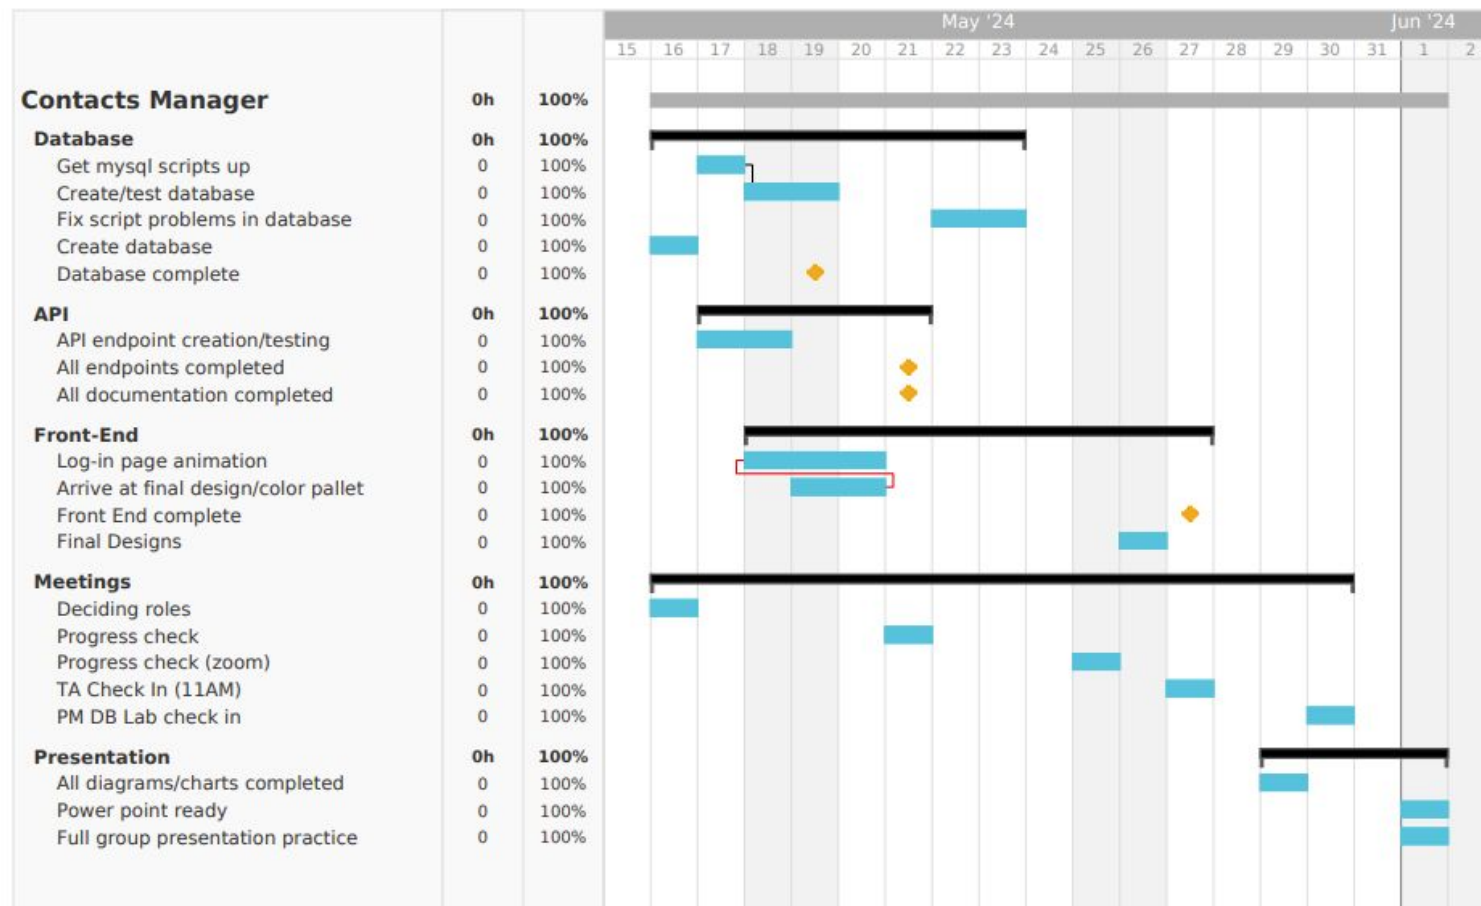 May '24 Jun '24
15 16 17 18 19 20 21 22 23 24 25 26 27 28 29 30 31 1 2
Contacts Manager 0h 100%
Database 0h 100%
Get mysql scripts up 0 100%
Create/test database 0 100%
Fix script problems in database 0 100%
Create database 0 100%
Database complete 0 100%
API 0h 100%
API endpoint creation/testing 0 100%
All endpoints completed 0 100%
All documentation completed 0 100%
Front-End 0h 100%
Log-in page animation 0 100%
Arrive at final design/color pallet 0 100%
Front End complete 0 100%
Final Designs 0 100%
Meetings 0h 100%
Deciding roles 0 100%
Progress check 0 100%
Progress check (zoom) 0 100%
TA Check In (11AM) 0 100%
PM DB Lab check in 0 100%
Presentation 0h 100%
All diagrams/charts completed 0 100%
Power point ready 0 100%
Full group presentation practice 0 100%